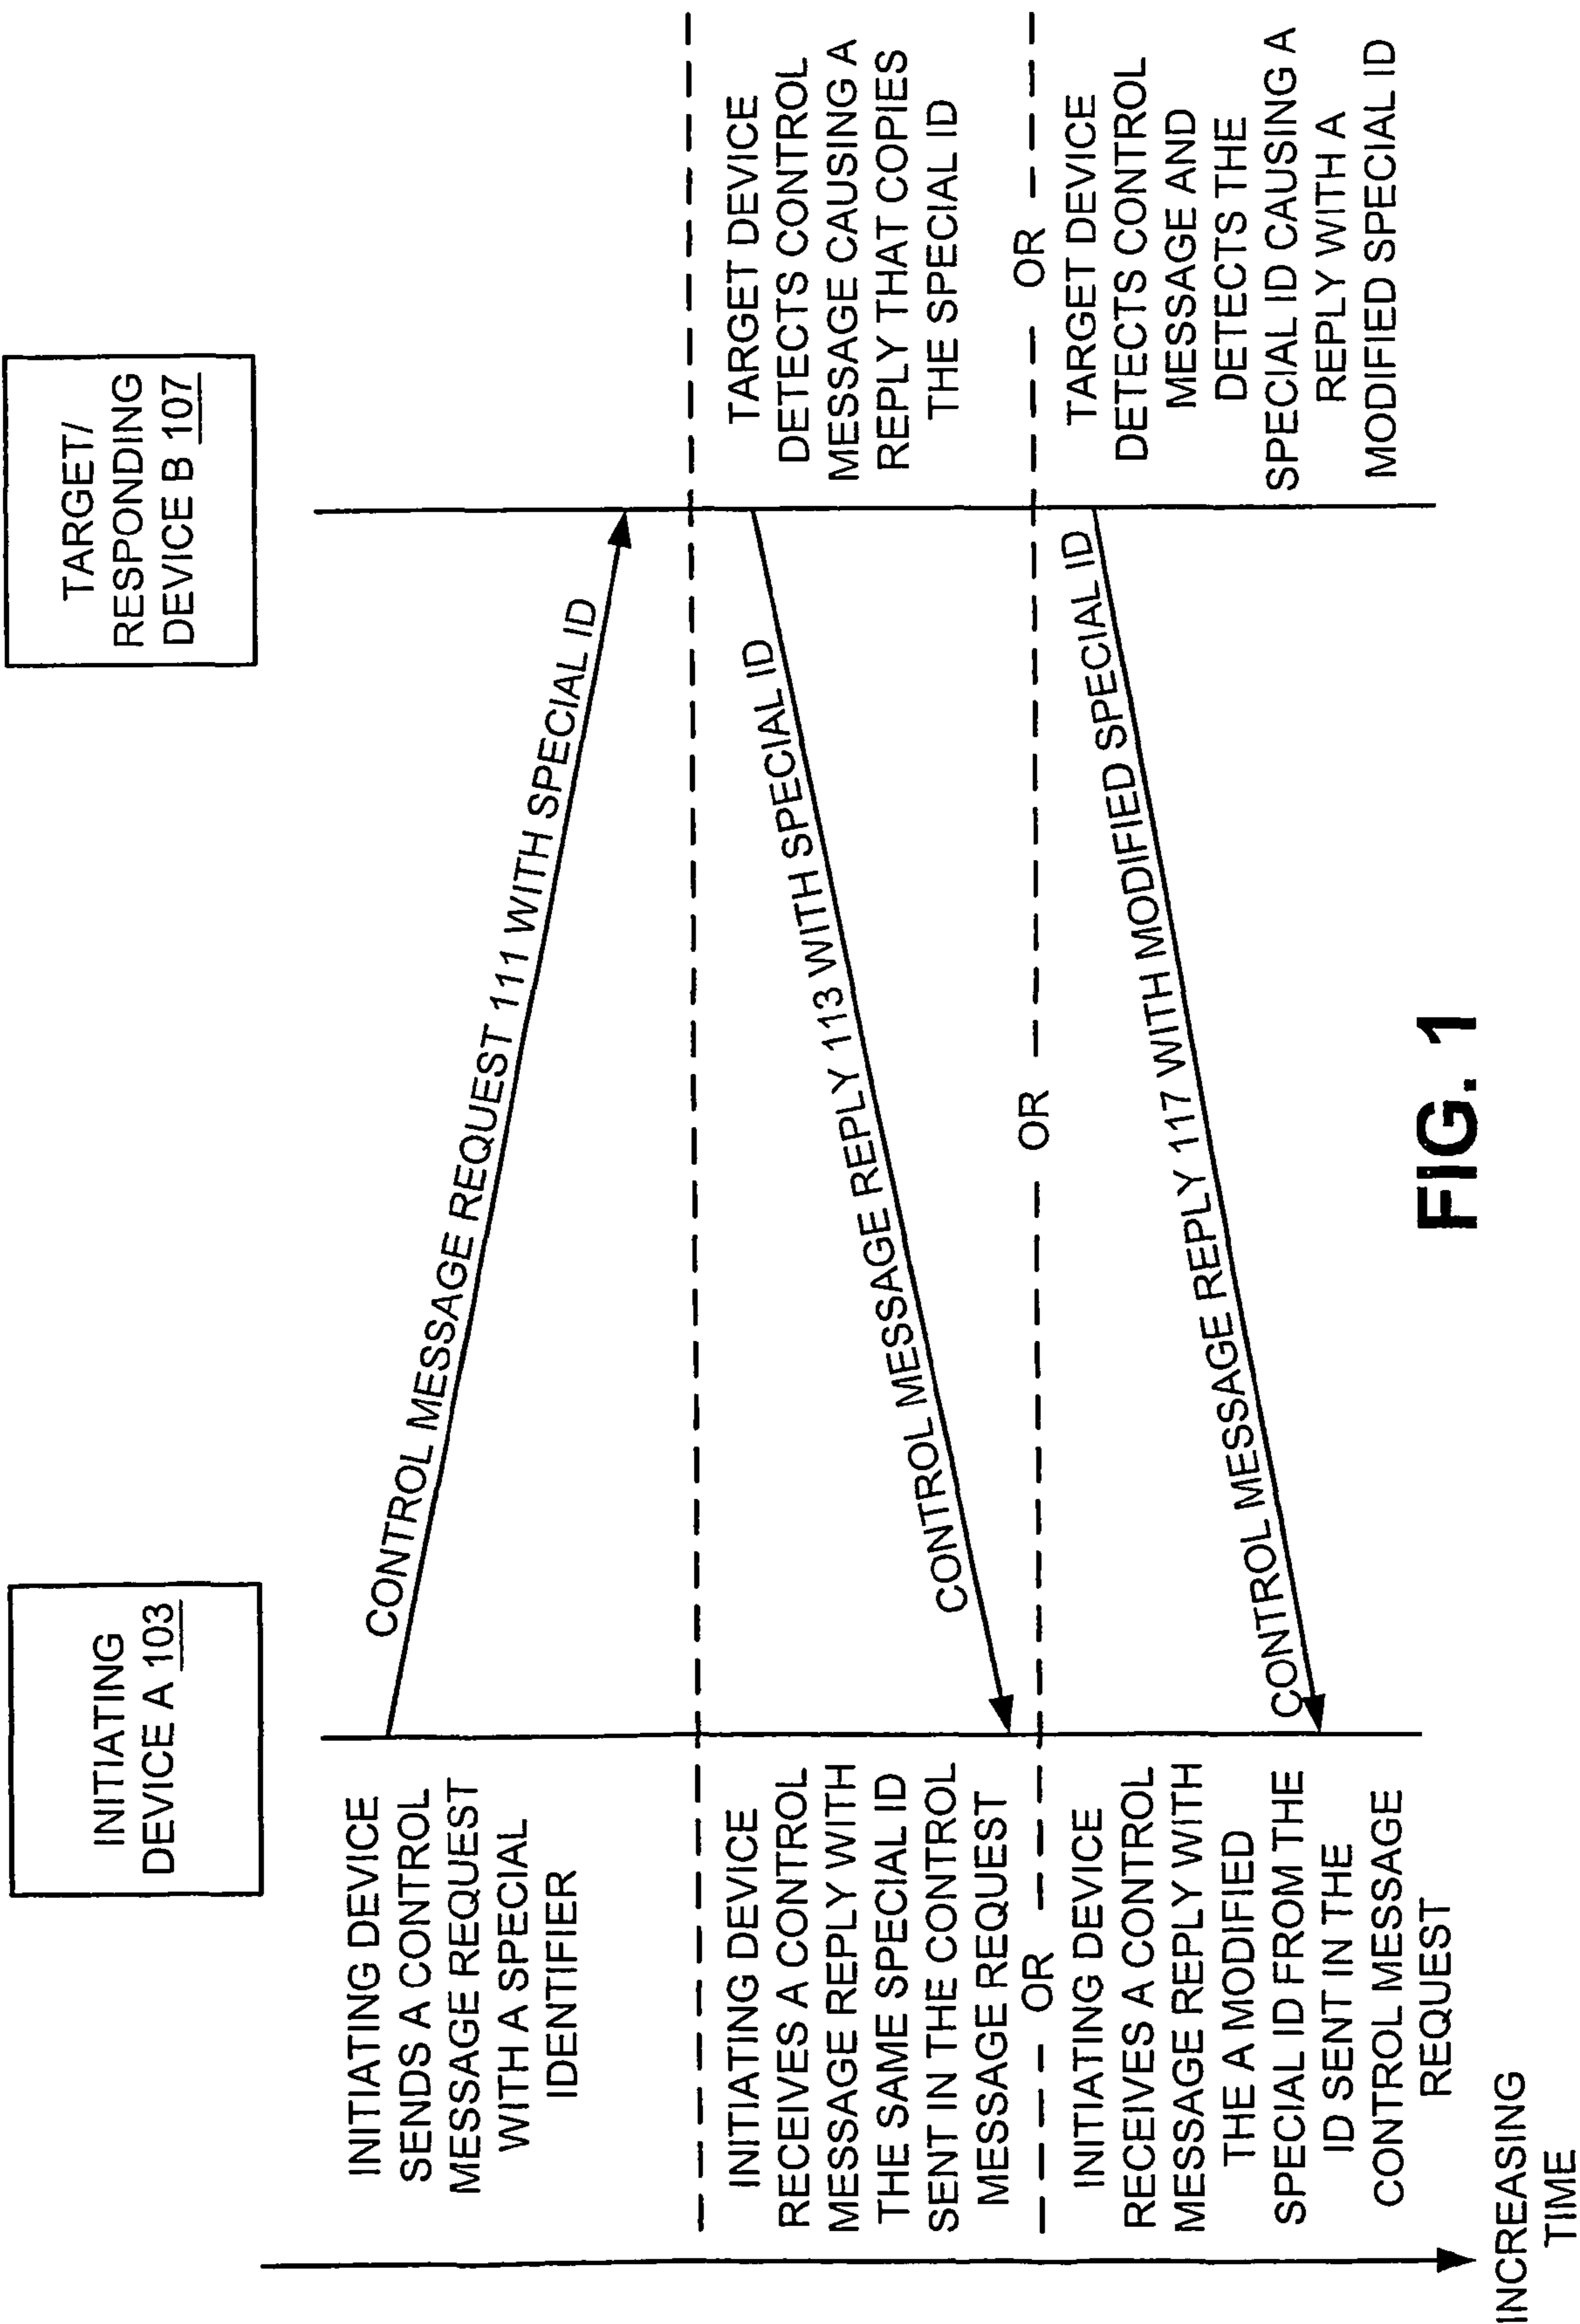 INITIATING
DEVICE A 103
TARGET/
RESPONDING
DEVICE B 107
INITIATING DEVICE
SENDS A CONTROL
MESSAGE REQUEST
WITH A SPECIAL
IDENTIFIER
CONTROL MESSAGE REQUEST 111 WITH SPECIAL ID
INITIATING DEVICE
RECEIVES A CONTROL
MESSAGE REPLY WITH
THE SAME SPECIAL ID
SENT IN THE CONTROL
MESSAGE REQUEST
CONTROL MESSAGE REPLY 113 WITH SPECIAL ID
TARGET DEVICE
DETECTS CONTROL
MESSAGE CAUSING A
REPLY THAT COPIES
THE SPECIAL ID
OR
OR
OR
INITIATING DEVICE
RECEIVES A CONTROL
MESSAGE REPLY WITH
THE A MODIFIED
SPECIAL ID FROM THE
ID SENT IN THE
CONTROL MESSAGE
REQUEST
CONTROL MESSAGE REPLY 117 WITH MODIFIED SPECIAL ID
TARGET DEVICE
DETECTS CONTROL
MESSAGE AND
DETECTS THE
SPECIAL ID CAUSING A
REPLY WITH A
MODIFIED SPECIAL ID
INCREASING
TIME
FIG. 1